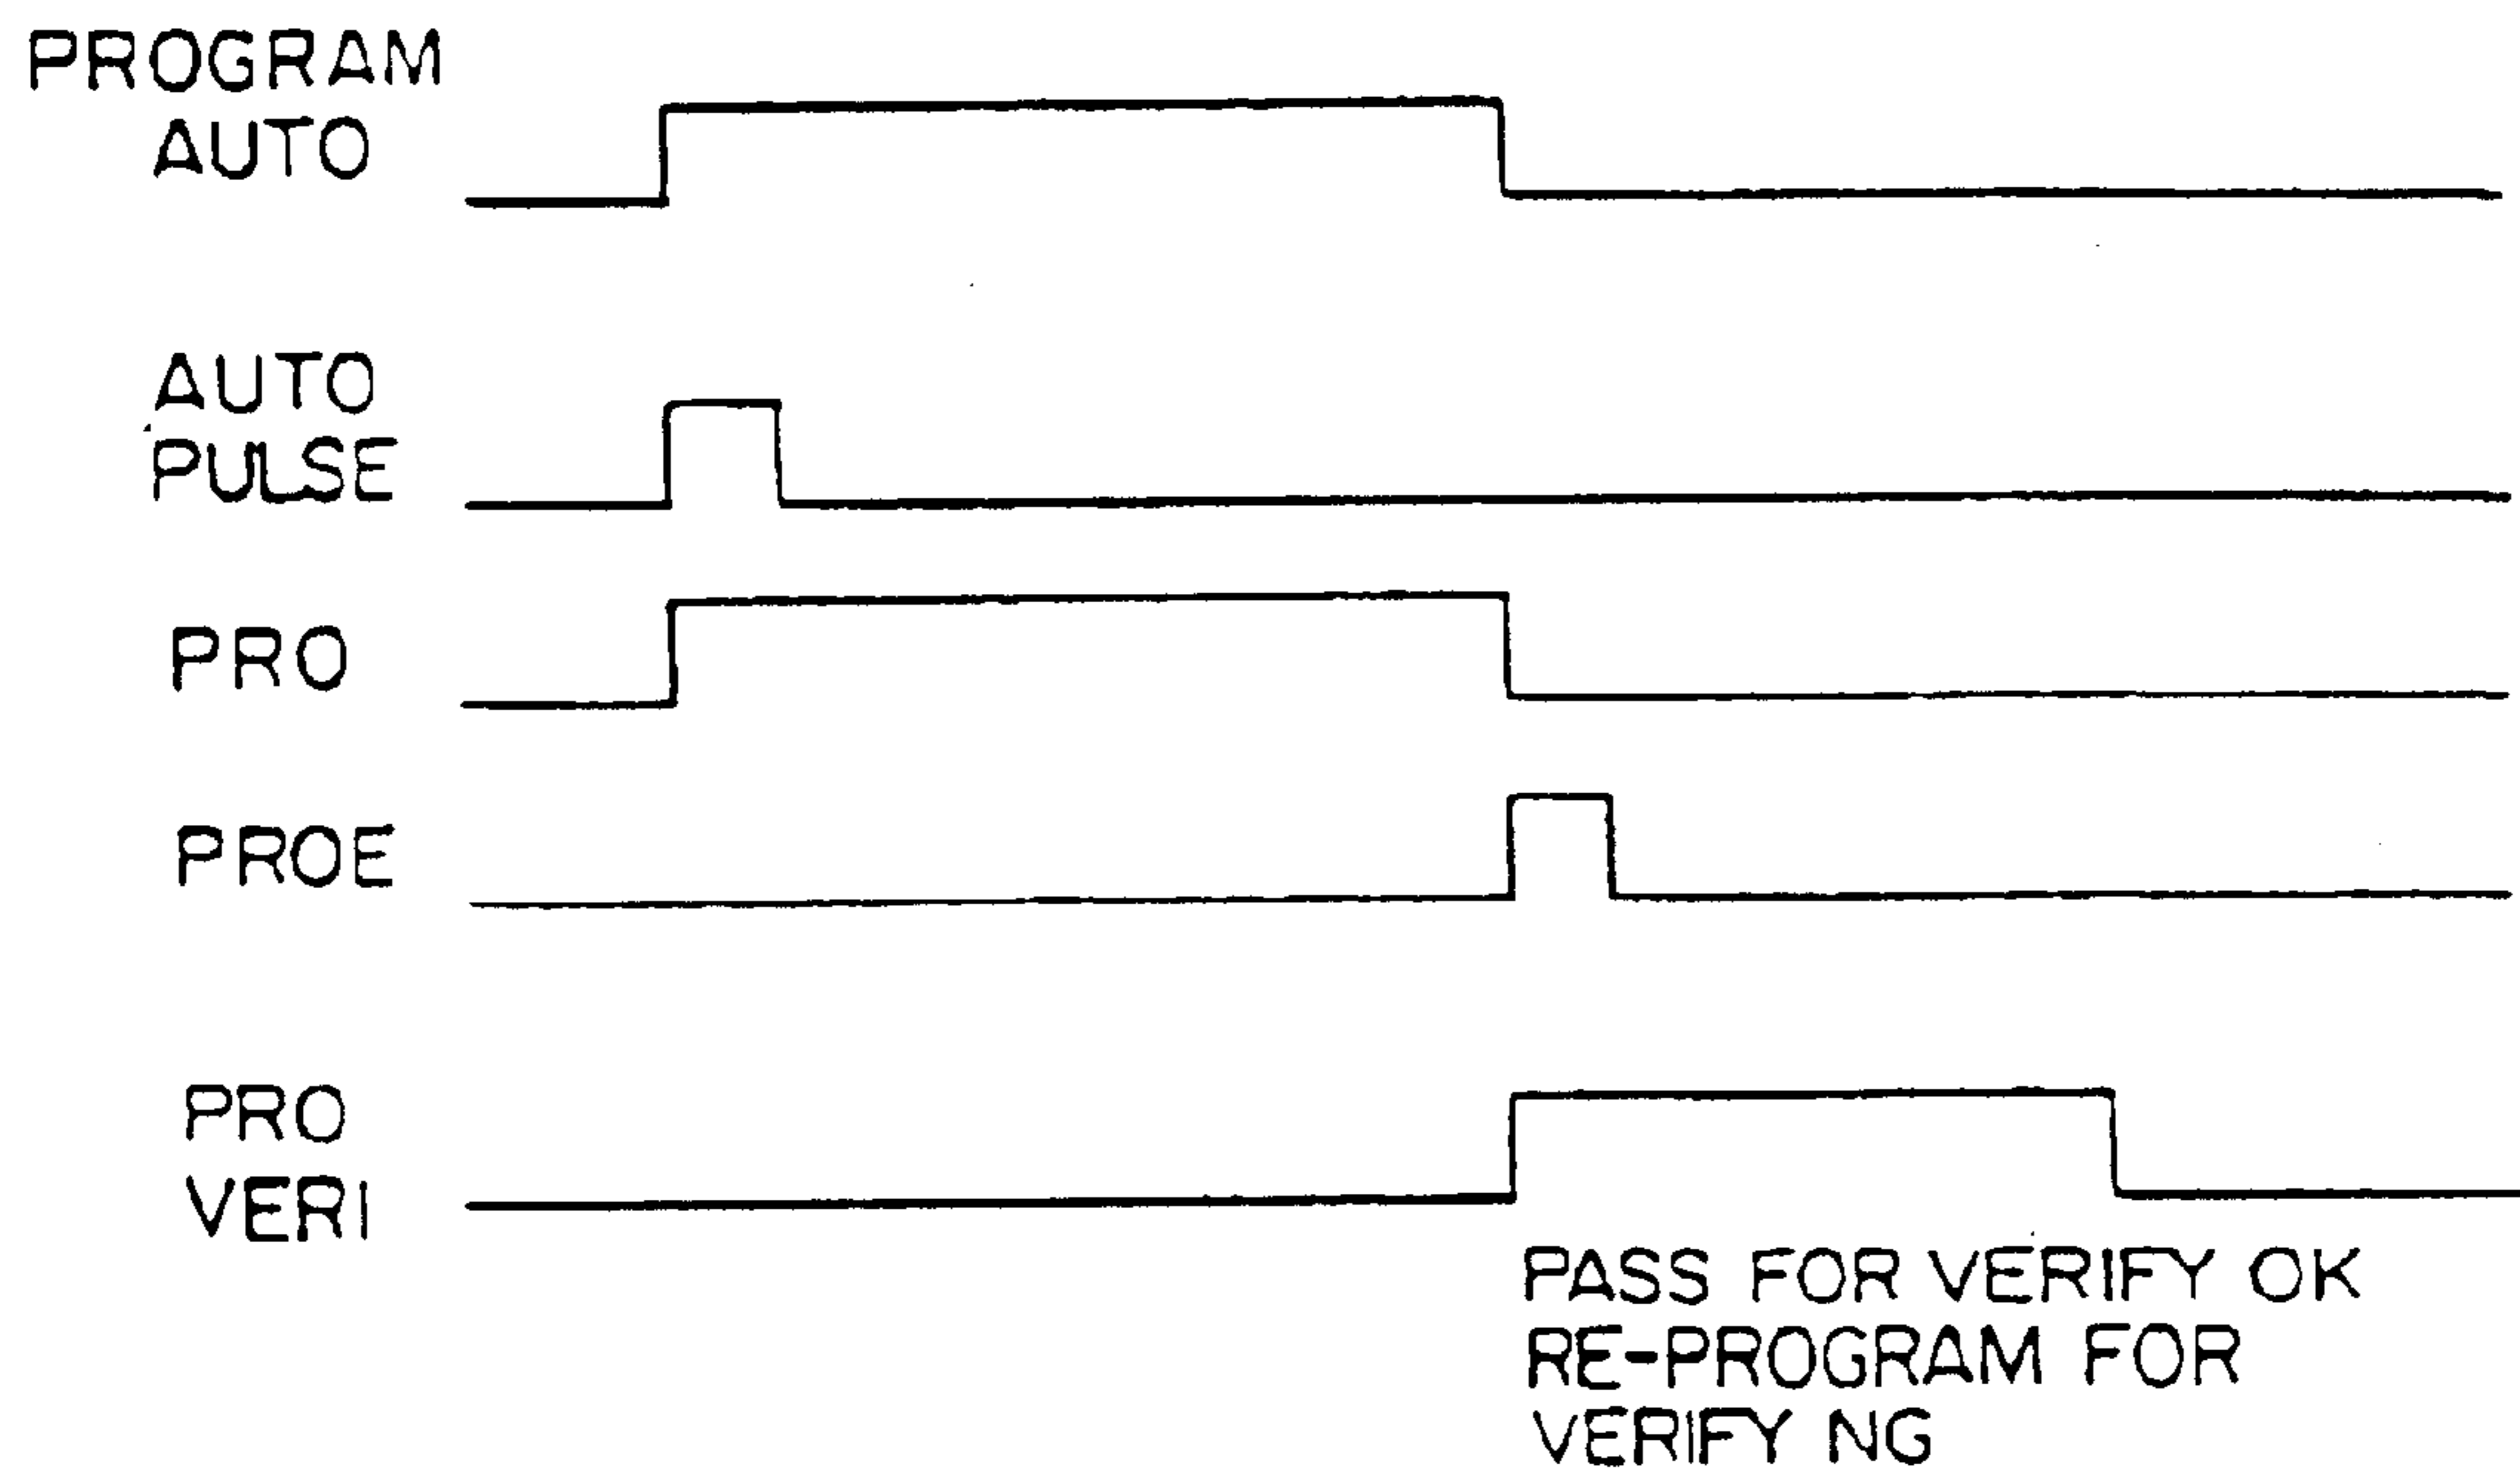 PROGRAM
AUTO
AUTO
PULSE
PRO
PROE
PRO
VERI
PASS FOR VERIFY OK
RE-PROGRAM FOR
VERIFY NG